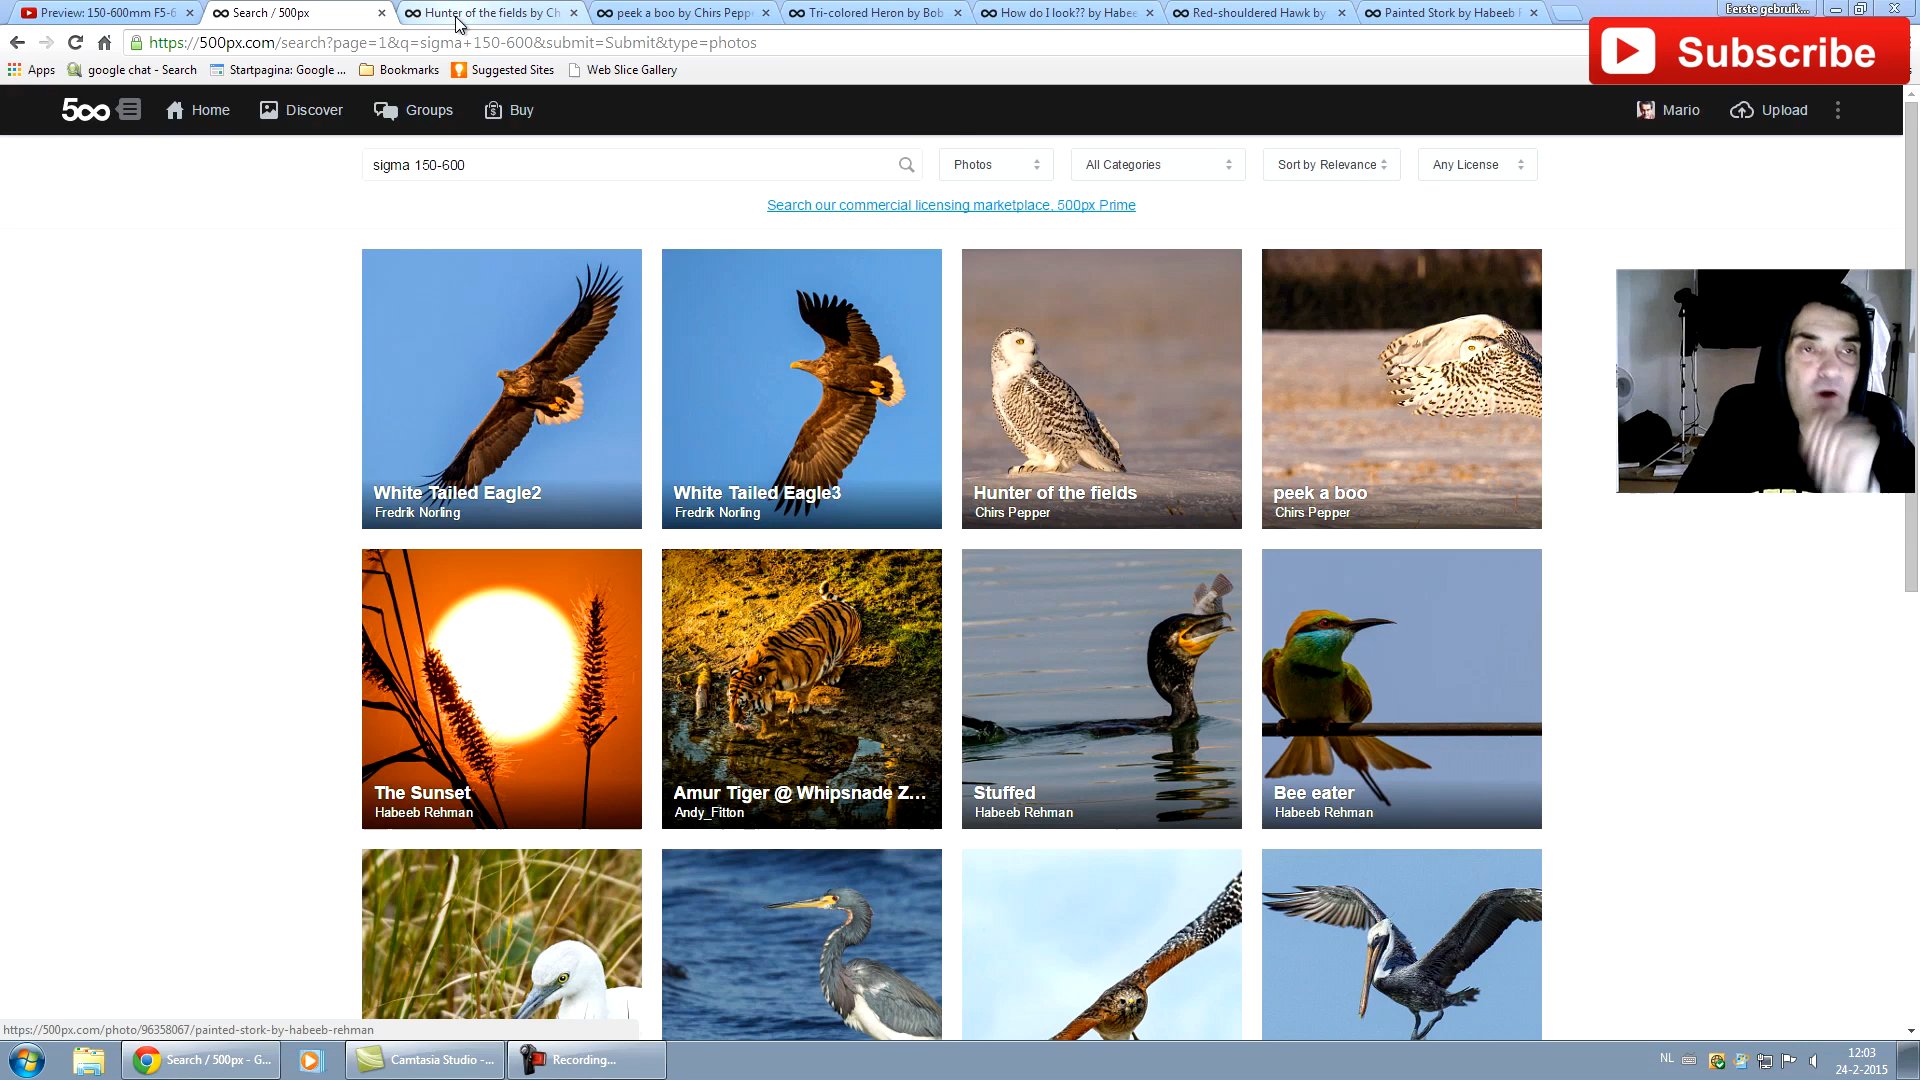 Preview: 150-600mm F5-6
Search / 500px
Hunter of the fields by Ch
peek a boo by Chirs Peppe
Tri-colored Heron by Bob
How do I look?? by Habee
Red-shouldered Hawk by
Painted Stork by Habeeb R
Eerste gebruik...
https://500px.com/search?page=1&q=sigma+150-600&submit=Submit&type=photos
Subscribe
Apps
google chat - Search
Startpagina: Google ...
Bookmarks
Suggested Sites
Web Slice Gallery
500
Home
Discover
Groups
Buy
Mario
Upload
sigma 150-600
Photos
All Categories
Sort by Relevance
Any License
Search our commercial licensing marketplace, 500px Prime
White Tailed Eagle2
Fredrik Norling
White Tailed Eagle3
Fredrik Norling
Hunter of the fields
Chirs Pepper
peek a boo
Chirs Pepper
The Sunset
Habeeb Rehman
Amur Tiger @ Whipsnade Z...
Andy_Fitton
Stuffed
Habeeb Rehman
Bee eater
Habeeb Rehman
https://500px.com/photo/96358067/painted-stork-by-habeeb-rehman
Search / 500px - G...
Camtasia Studio -...
Recording...
NL
12:03
24-2-2015